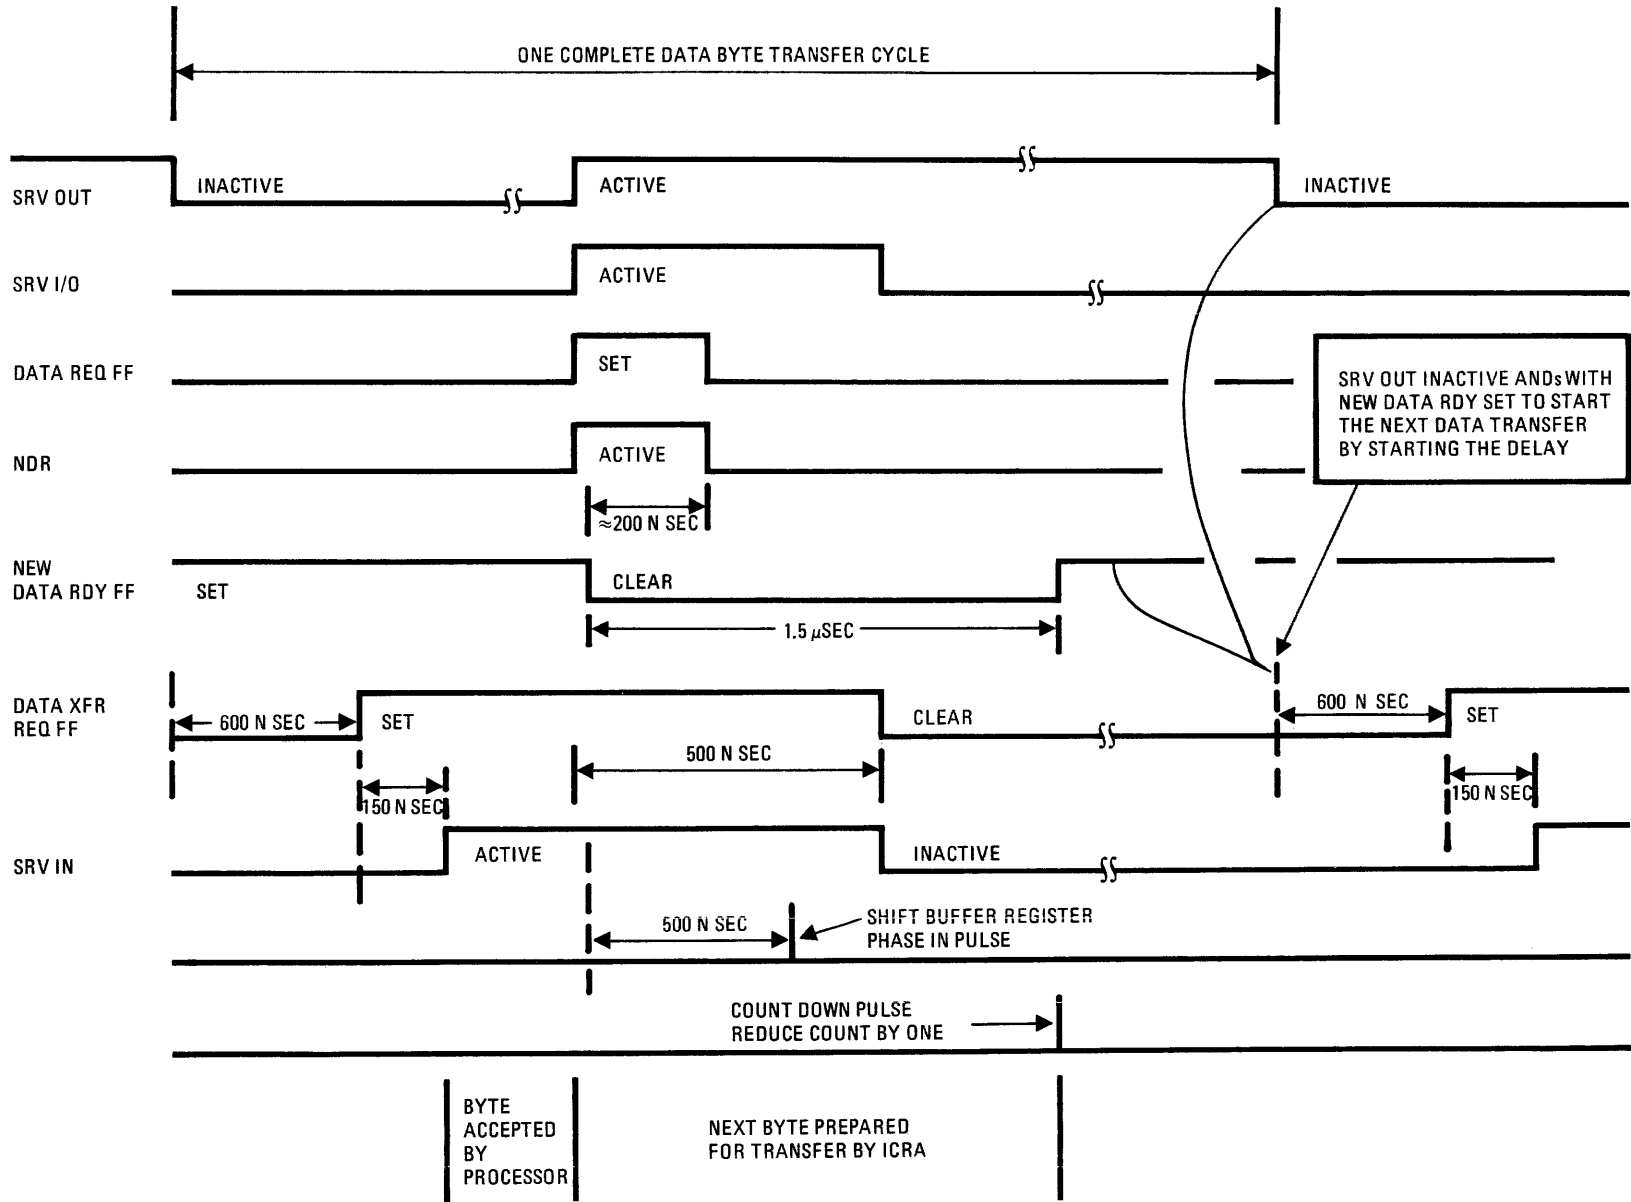 ONE COMPLETE DATA BYTE TRANSFER CYCLE
SRV OUT
INACTIVE
ACTIVE
INACTIVE
SRV I/O
ACTIVE
DATA REQ FF
SET
SRV OUT INACTIVE ANDs WITH
NEW DATA RDY SET TO START
THE NEXT DATA TRANSFER
BY STARTING THE DELAY
NDR
ACTIVE
≈200 N SEC
NEW
DATA RDY FF
SET
CLEAR
1.5 µSEC
DATA XFR
REQ FF
600 N SEC
SET
CLEAR
600 N SEC
SET
500 N SEC
150 N SEC
150 N SEC
SRV IN
ACTIVE
INACTIVE
500 N SEC
SHIFT BUFFER REGISTER
PHASE IN PULSE
COUNT DOWN PULSE
REDUCE COUNT BY ONE
BYTE
ACCEPTED
BY
PROCESSOR
NEXT BYTE PREPARED
FOR TRANSFER BY ICRA